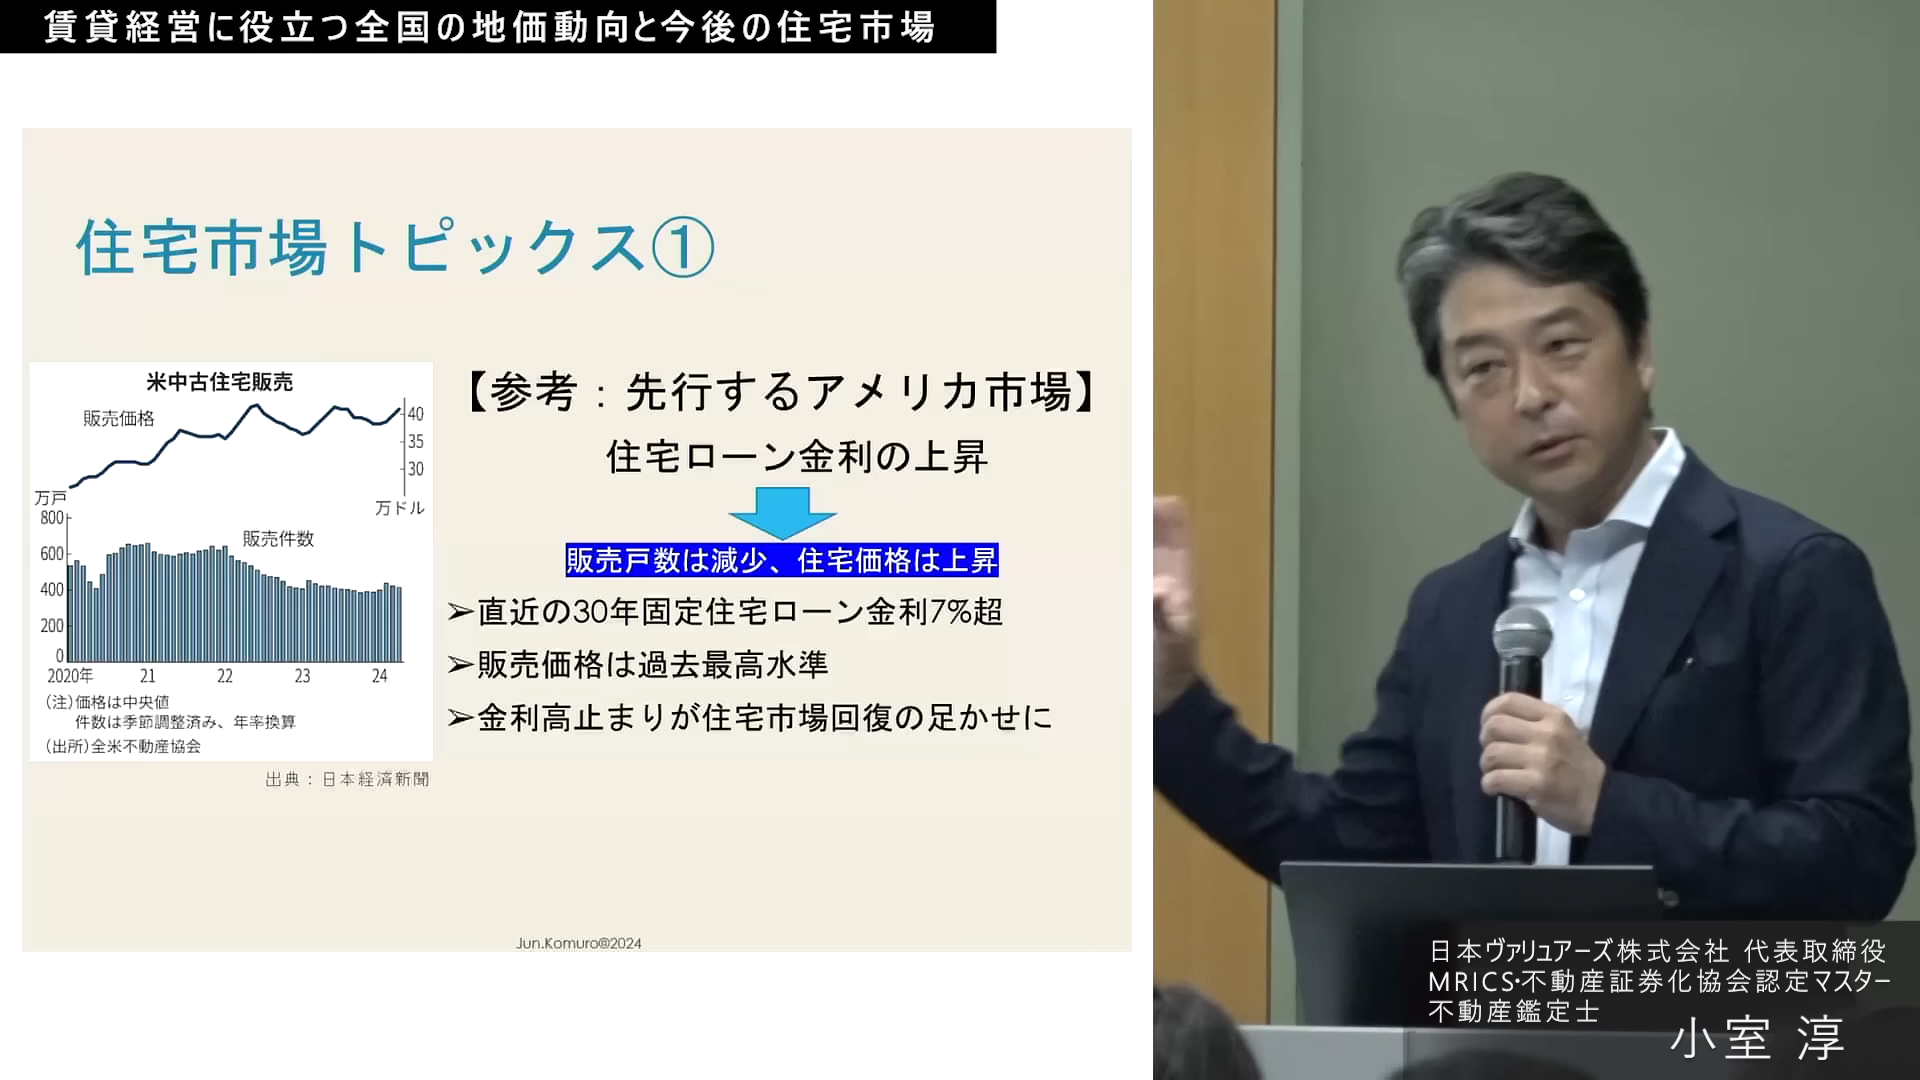 賃貸経営に役立つ全国の地価動向と今後の住宅市場
住宅市場トピックス①
米中古住宅販売
販売価格
40
35
30
万ドル
万戸
800
600
400
200
0
販売件数
2020年 21 22 23 24
(注)価格は中央値
件数は季節調整済み、年率換算
(出所)全米不動産協会
出典：日本経済新聞
【参考：先行するアメリカ市場】
住宅ローン金利の上昇
販売戸数は減少、住宅価格は上昇
➢直近の30年固定住宅ローン金利7%超
➢販売価格は過去最高水準
➢金利高止まりが住宅市場回復の足かせに
Jun.Komuro@2024
日本ヴァリュアーズ株式会社 代表取締役
MRICS・不動産証券化協会認定マスター
不動産鑑定士
小室 淳